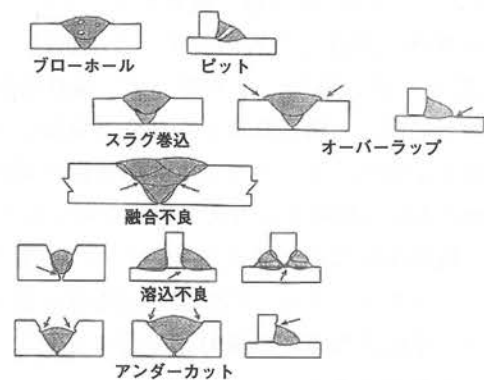 ブローホール
ピット
スラグ巻込
オーバーラップ
融合不良
溶込不良
アンダーカット